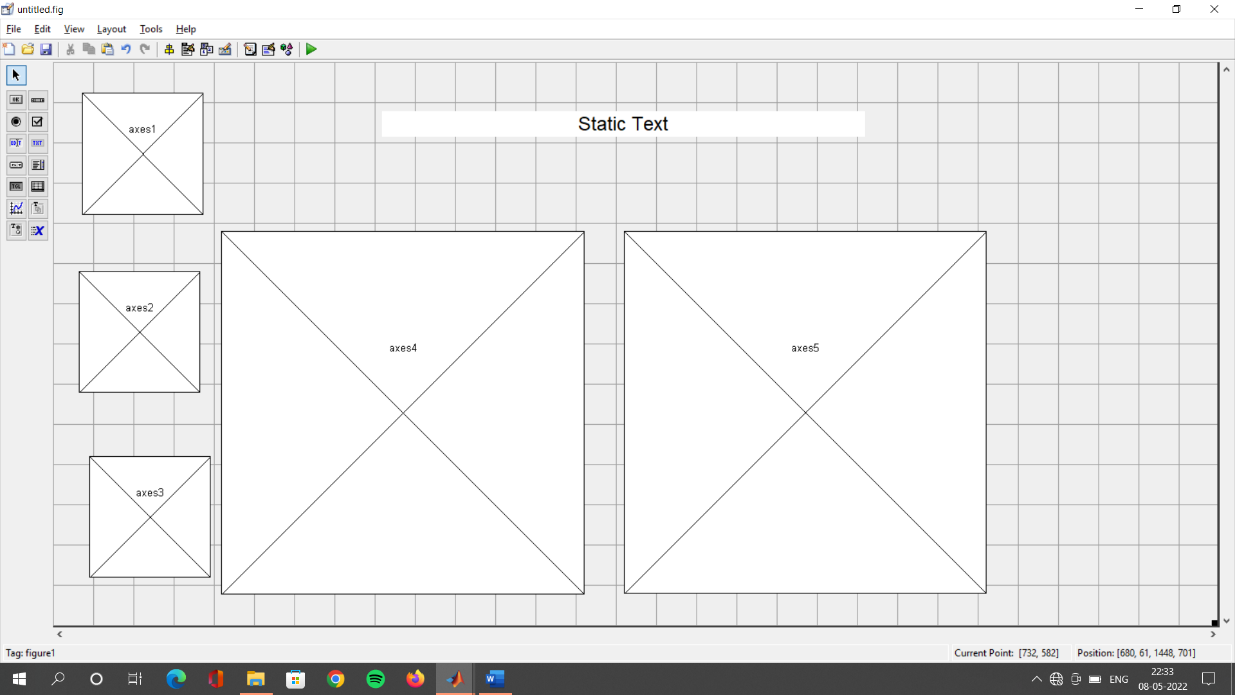 untitled.fig
File Edit View Layout Tools Help
axes1
Static Text
axes2
axes4
axes5
axes3
Tag: figure1
Current Point: [732, 582] Position: [680, 61, 1448, 701]
ENG
22:33
08-05-2022